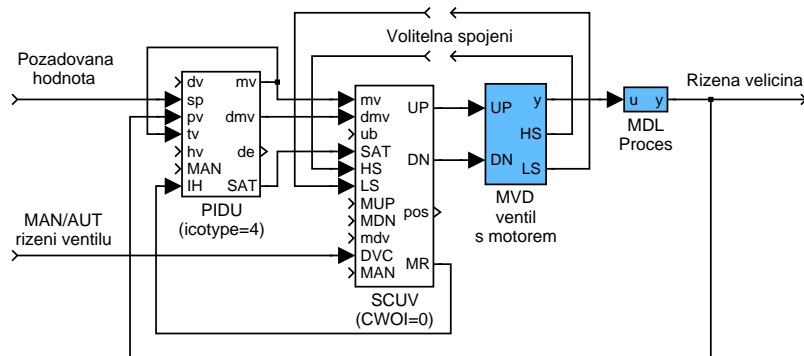 Volitelna spojeni
Pozadovana
hodnota
dv
sp
pv
tv
hv
MAN
IH
mv
dmv
de
SAT
PIDU
(icotype=4)
MAN/AUT
rizeni ventilu
mv
dmv
ub
SAT
HS
LS
MUP
MDN
mdv
DVC
MAN
UP
DN
pos
MR
SCUV
(CWOI=0)
UP
DN
y
HS
LS
MVD
ventil
s motorem
u
y
MDL
Proces
Rizena velicina